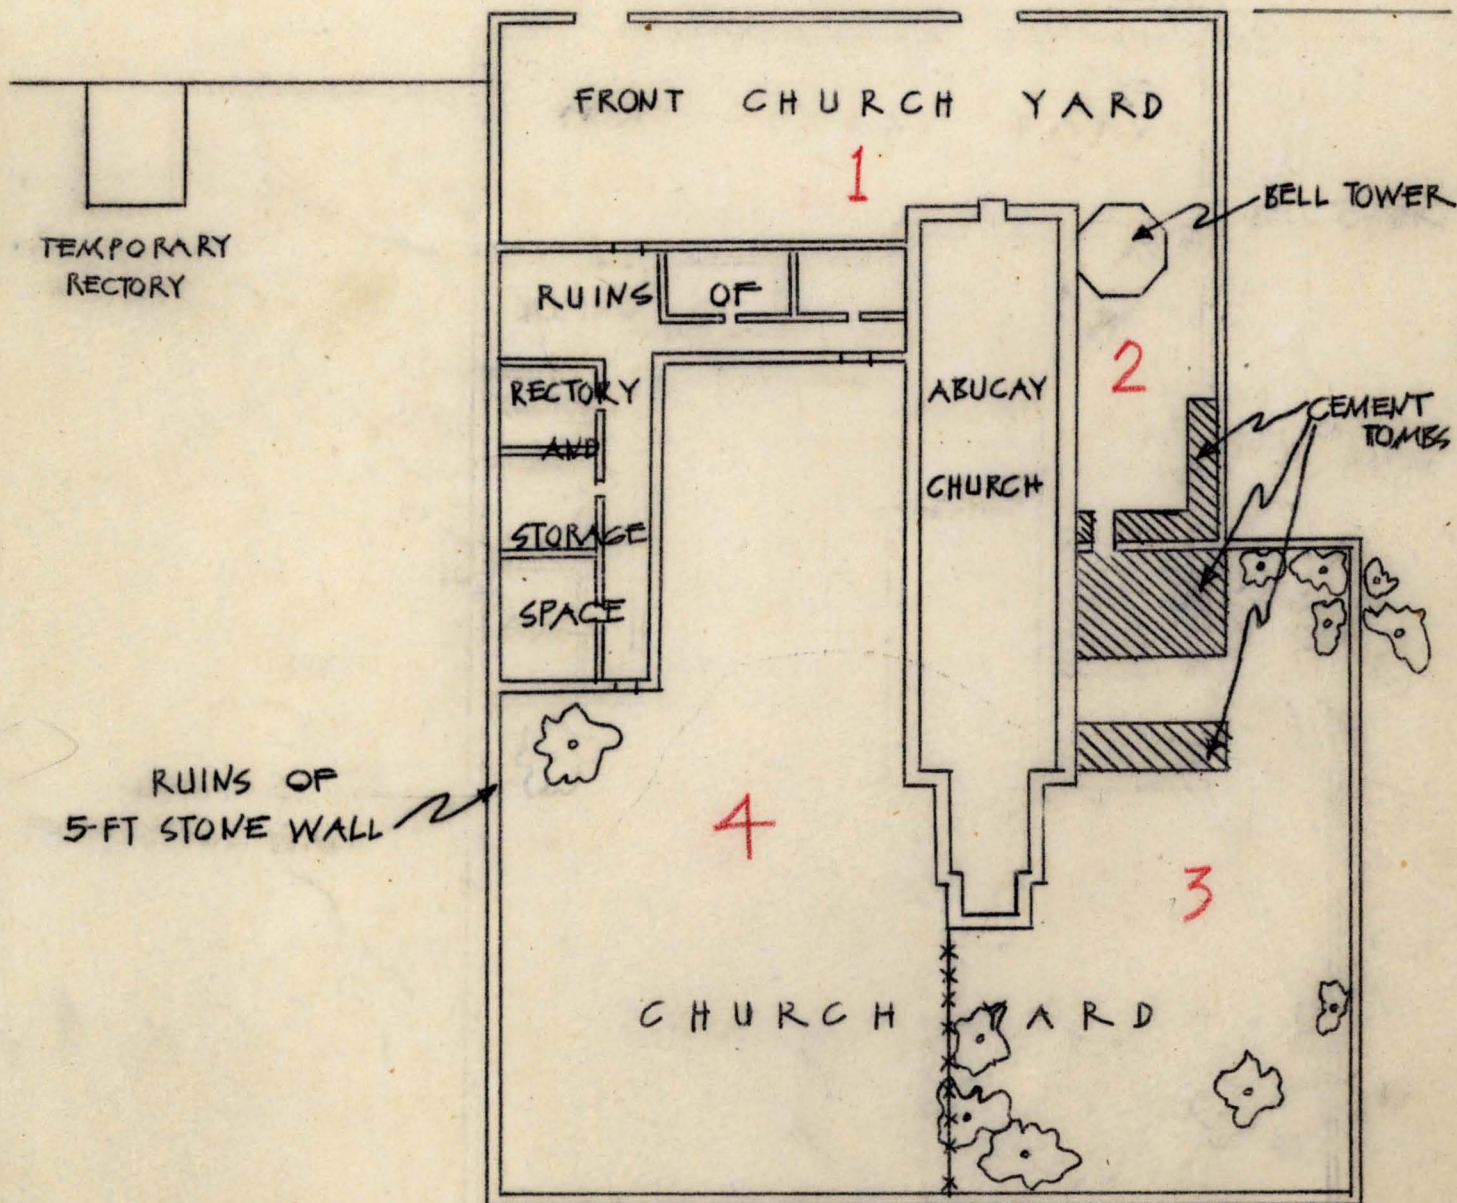 FRONT CHURCH YARD
1
BELL TOWER
TEMPORARY
RECTORY
RUINS OF
RECTORY
AND
STORAGE
SPACE
ABUCAY
CHURCH
2
CEMENT
TOMBS
RUINS OF
5-FT STONE WALL
4
3
CHURCH YARD